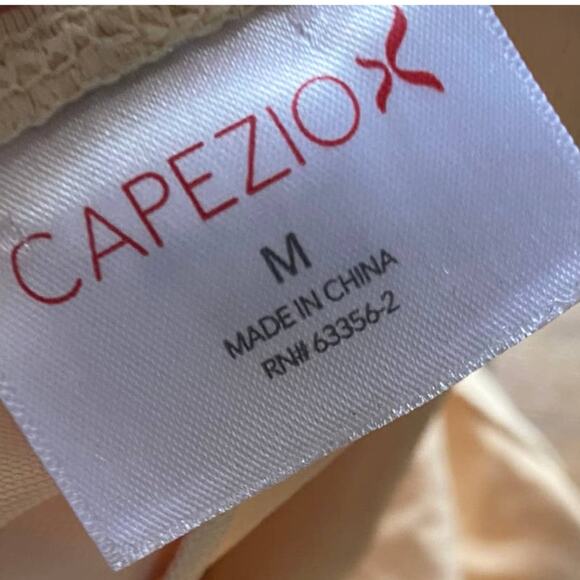 CAPEZIO
M
MADE IN CHINA
RN# 63356-2